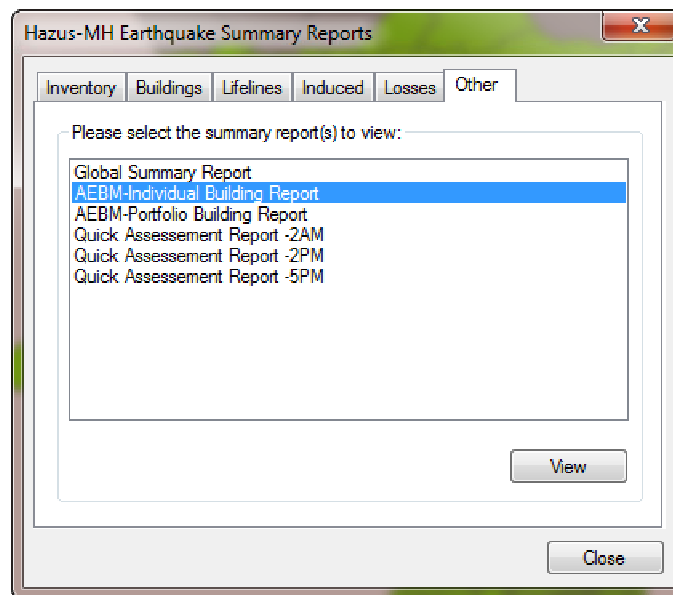 Hazus-MH Earthquake Summary Reports
X
Inventory Buildings Lifelines Induced Losses Other
Please select the summary report(s) to view:
Global Summary Report
AEBM-Individual Building Report
AEBM-Portfolio Building Report
Quick Assessement Report -2AM
Quick Assessement Report -2PM
Quick Assessement Report -5PM
View
Close